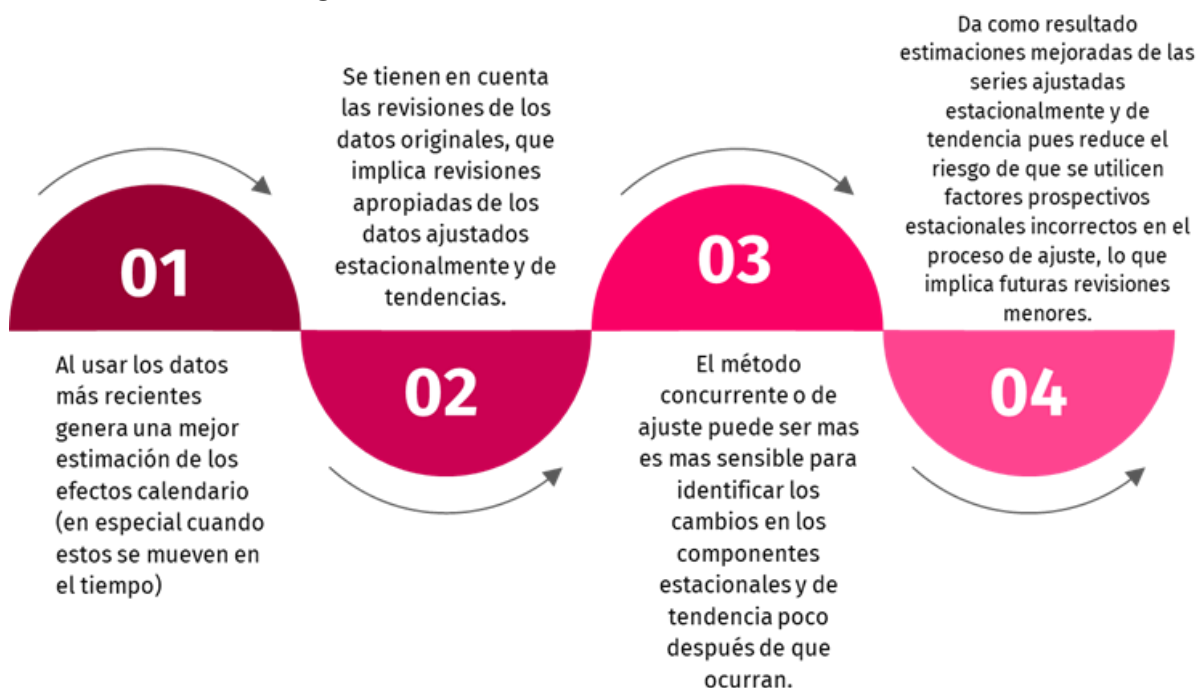 01
Al usar los datos
más recientes
genera una mejor
estimación de los
efectos calendario
(en especial cuando
estos se mueven en
el tiempo)
Se tienen en cuenta
las revisiones de los
datos originales, que
implica revisiones
apropiadas de los
datos ajustados
estacionalmente y de
tendencias.
02
03
El método
concurrente o de
ajuste puede ser mas
es mas sensible para
identificar los
cambios en los
componentes
estacionales y de
tendencia poco
después de que
ocurran.
Da como resultado
estimaciones mejoradas de las
series ajustadas
estacionalmente y de
tendencia pues reduce el
riesgo de que se utilicen
factores prospectivos
estacionales incorrectos en el
proceso de ajuste, lo que
implica futuras revisiones
menores.
04